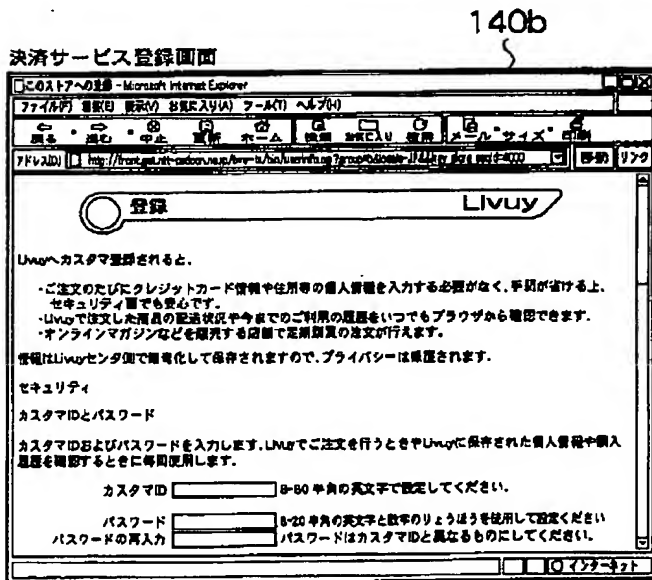 140b
決済サービス登録画面
このストアへの登録 - Microsoft Internet Explorer
ファイル(F) 編集(E) 表示(V) お気に入り(A) ツール(T) ヘルプ(H)
戻る 進む 中止 更新 ホーム 検索 お気に入り 履歴 メール サイズ 印刷
アドレス(D) 移動 リンク
登録 Livuy
Livuyへカスタマ登録されると、
・ご注文のたびにクレジットカード情報や住所等の個人情報を入力する必要がなく、手間が省ける上、
セキュリティ面でも安心です。
・Livuyで注文した商品の配送状況や今までのご利用の履歴をいつでもブラウザから確認できます。
・オンラインマガジンなどを販売する店舗で定期購買の注文が行えます。
情報はLivuyセンタ側で暗号化して保存されますので、プライバシーは保護されます。
セキュリティ
カスタマIDとパスワード
カスタマIDおよびパスワードを入力します。Livuyでご注文を行うときやLivuyに保存された個人情報や購入
履歴を確認するときに毎回使用します。
カスタマID 8-60 半角の英文字で設定してください。
パスワード 8-20 半角の英文字と数字のりょうほうを使用して設定ください
パスワードの再入力 パスワードはカスタマIDと異なるものにしてください。
インターネット